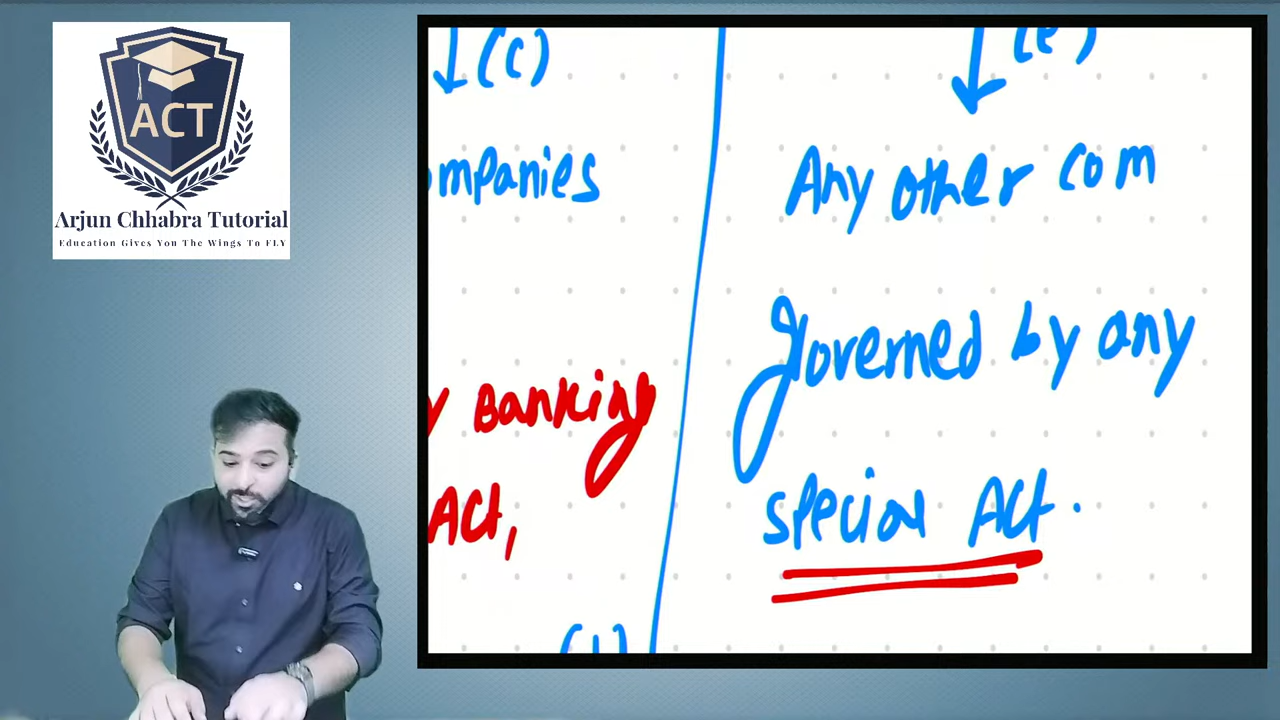 ACT
Arjun Chhabra Tutorial
Education Gives You The Wings To FLY
(c)
ompanies
Banking
Act,
(e)
Any other com
Governed by any
special Act.